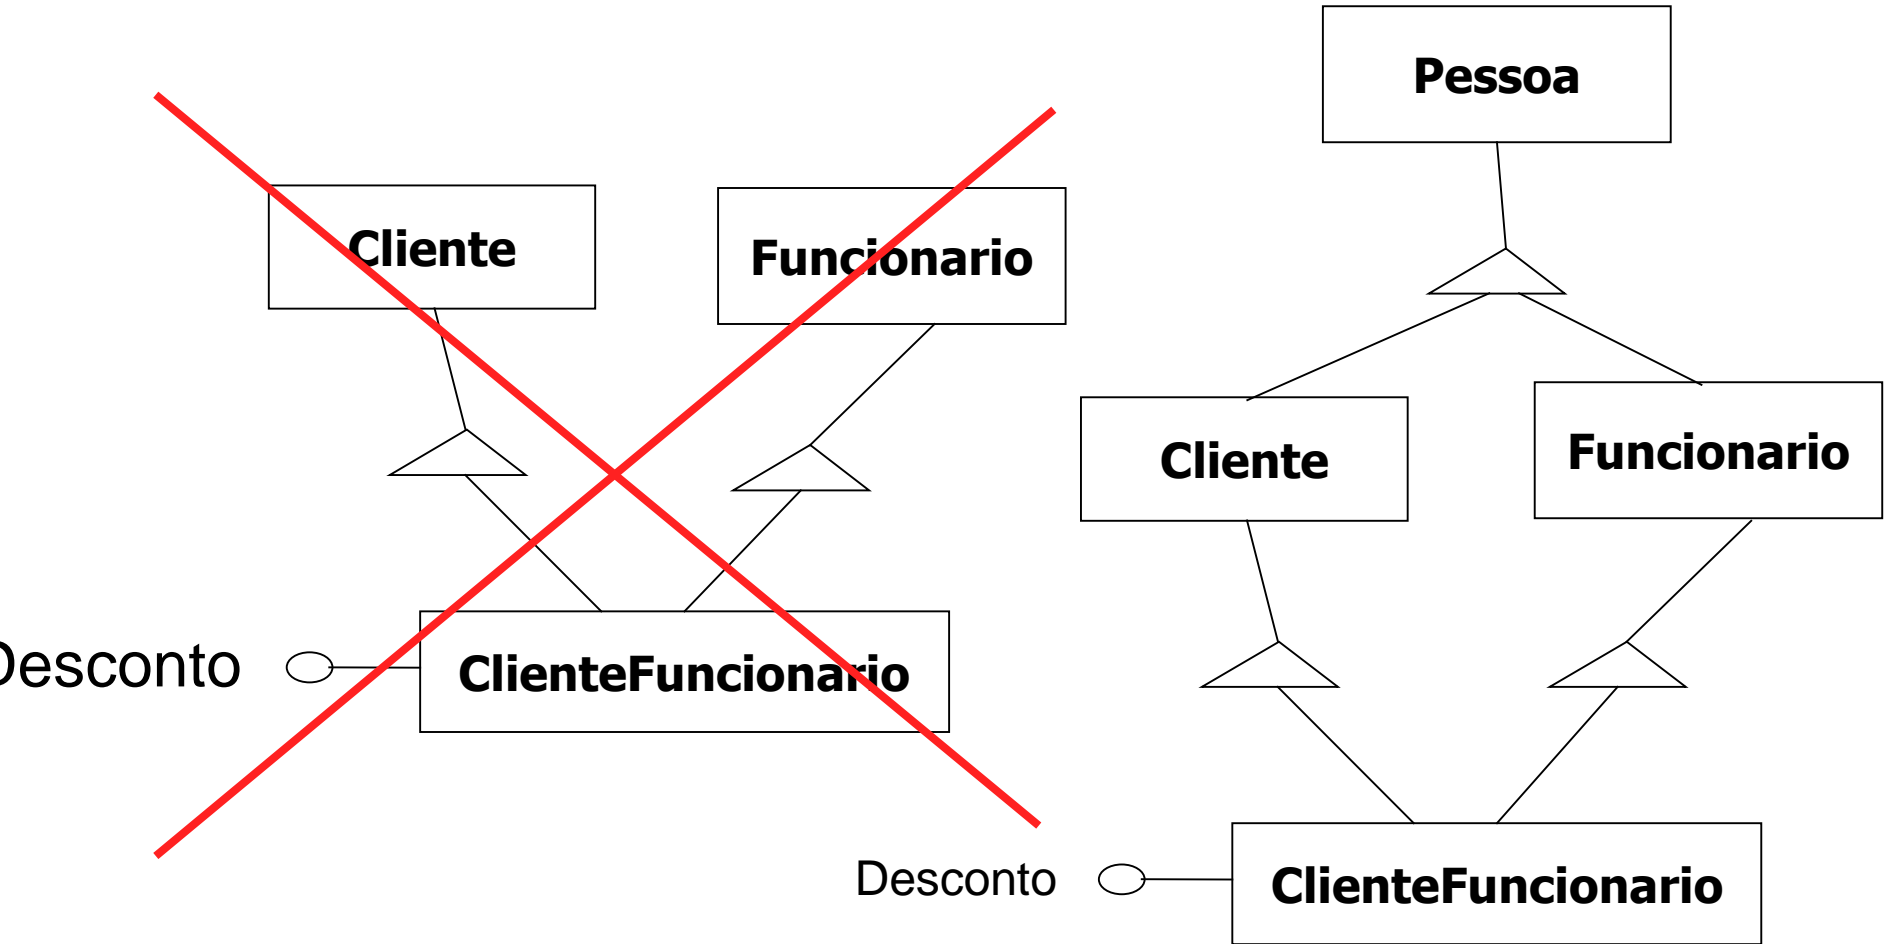 Pessoa
Cliente
Funcionario
Cliente
Funcionario
Desconto
ClienteFuncionario
Desconto
ClienteFuncionario